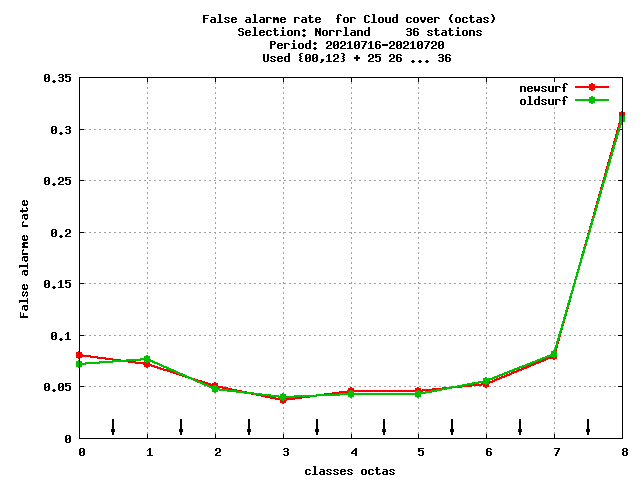 False alarme rate  for Cloud cover (octas)
Selection: Norrland     36 stations
Period: 20210716-20210720
Used {00,12} + 25 26 ... 36
newsurf
oldsurf
0.35
0.3
0.25
0.2
0.15
0.1
0.05
0
False alarme rate
0 1 2 3 4 5 6 7 8
classes octas